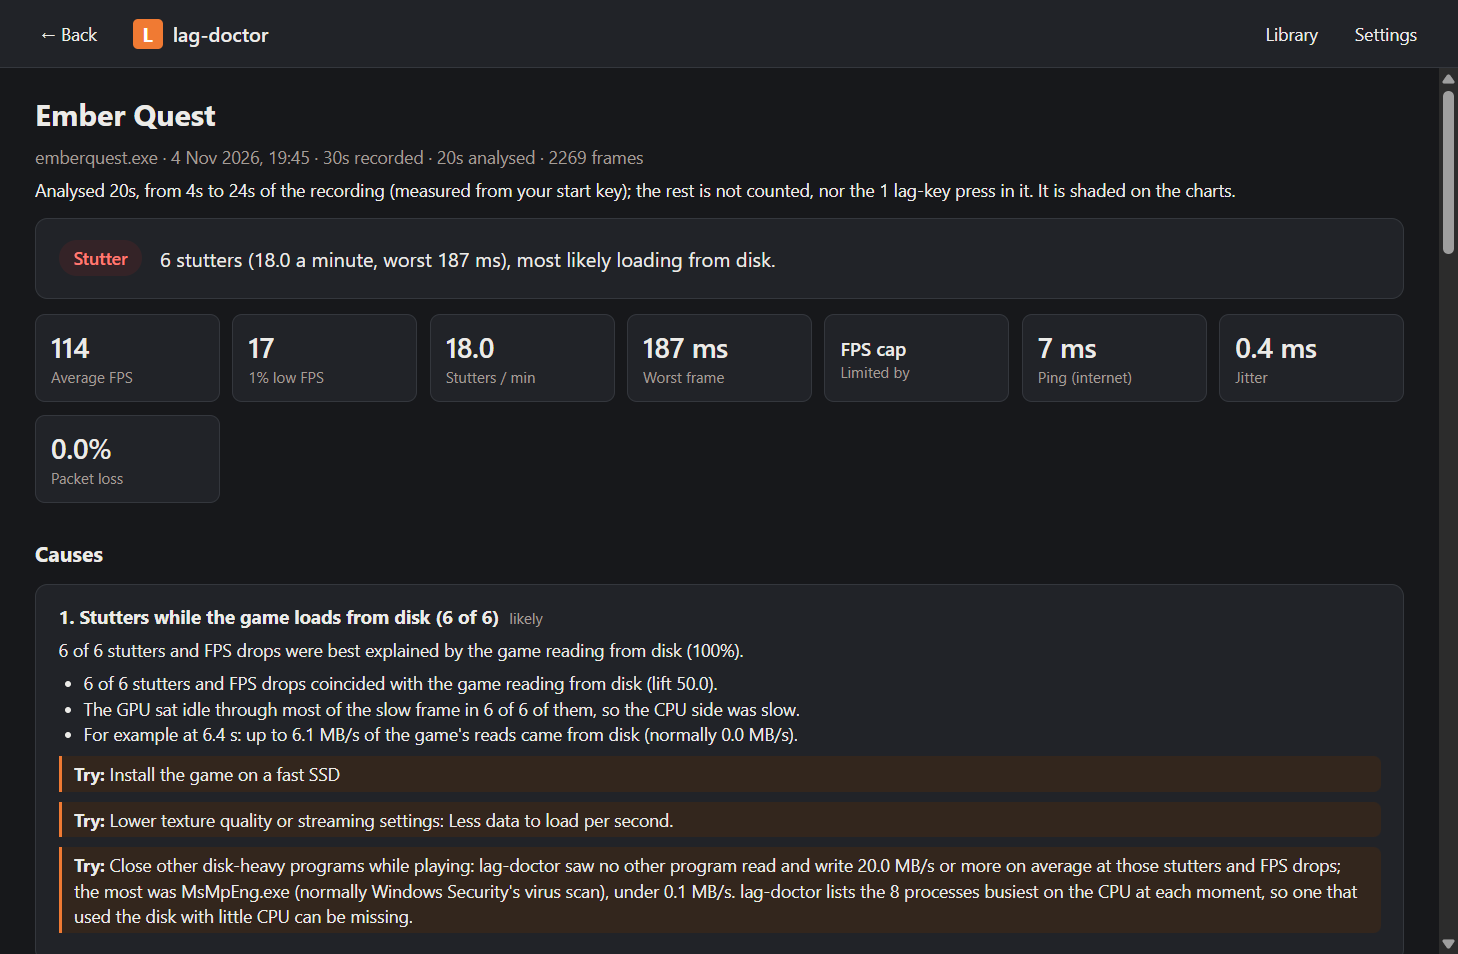 ← Back
L lag-doctor
Library
Settings
Ember Quest
emberquest.exe · 4 Nov 2026, 19:45 · 30s recorded · 20s analysed · 2269 frames
Analysed 20s, from 4s to 24s of the recording (measured from your start key); the rest is not counted, nor the 1 lag-key press in it. It is shaded on the charts.
Stutter 6 stutters (18.0 a minute, worst 187 ms), most likely loading from disk.
114
Average FPS
17
1% low FPS
18.0
Stutters / min
187 ms
Worst frame
FPS cap
Limited by
7 ms
Ping (internet)
0.4 ms
Jitter
0.0%
Packet loss
Causes
1. Stutters while the game loads from disk (6 of 6) likely
6 of 6 stutters and FPS drops were best explained by the game reading from disk (100%).
• 6 of 6 stutters and FPS drops coincided with the game reading from disk (lift 50.0).
• The GPU sat idle through most of the slow frame in 6 of 6 of them, so the CPU side was slow.
• For example at 6.4 s: up to 6.1 MB/s of the game's reads came from disk (normally 0.0 MB/s).
Try: Install the game on a fast SSD
Try: Lower texture quality or streaming settings: Less data to load per second.
Try: Close other disk-heavy programs while playing: lag-doctor saw no other program read and write 20.0 MB/s or more on average at those stutters and FPS drops;
the most was MsMpEng.exe (normally Windows Security's virus scan), under 0.1 MB/s. lag-doctor lists the 8 processes busiest on the CPU at each moment, so one that
used the disk with little CPU can be missing.